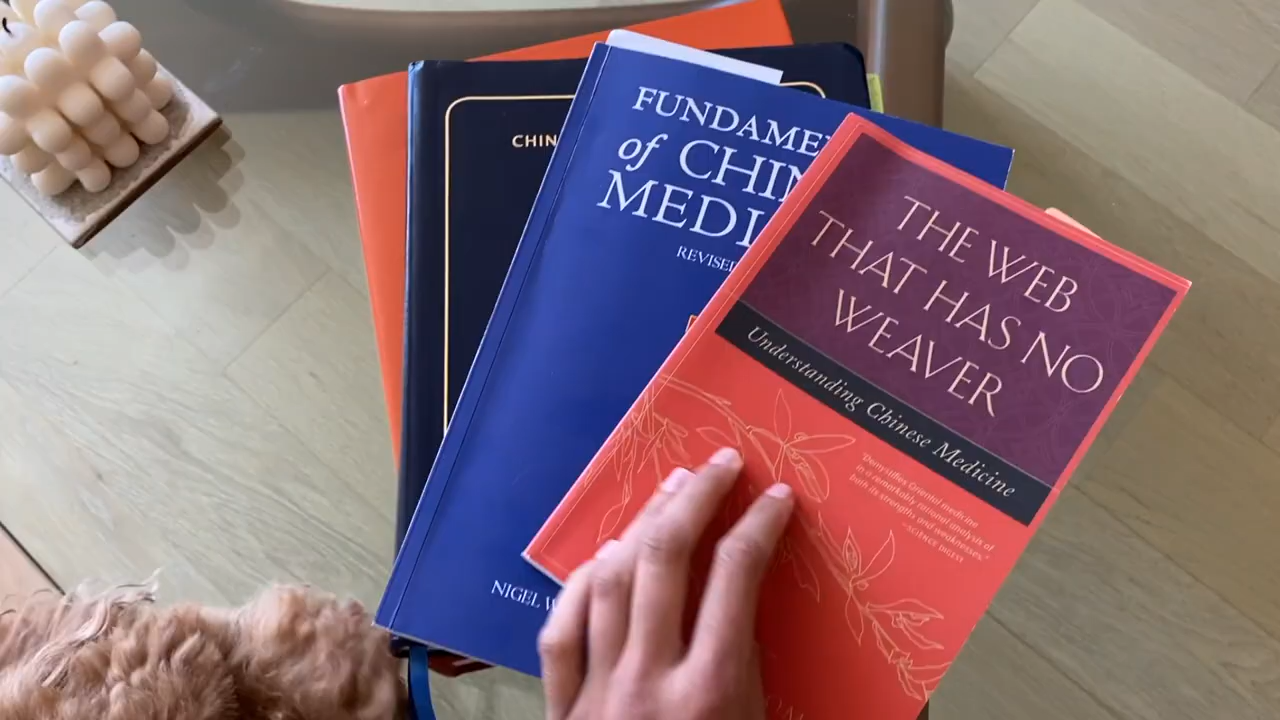 CHIN
FUNDAME
of CHIN
MEDI
REVISED
NIGEL W
THE WEB
THAT HAS NO
WEAVER
Understanding Chinese Medicine
"Demystifies Oriental medicine
in a remarkably rational analysis of
both its strengths and weaknesses."
—SCIENCE DIGEST